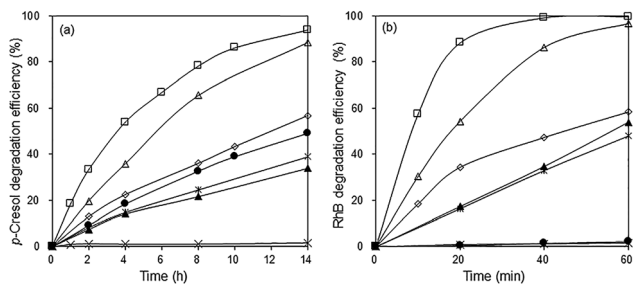 (a)
p-Cresol degradation efficiency (%)
100
80
60
40
20
0
0 2 4 6 8 10 12 14
Time (h)
(b)
RhB degradation efficiency (%)
100
80
60
40
20
0
0 20 40 60
Time (min)